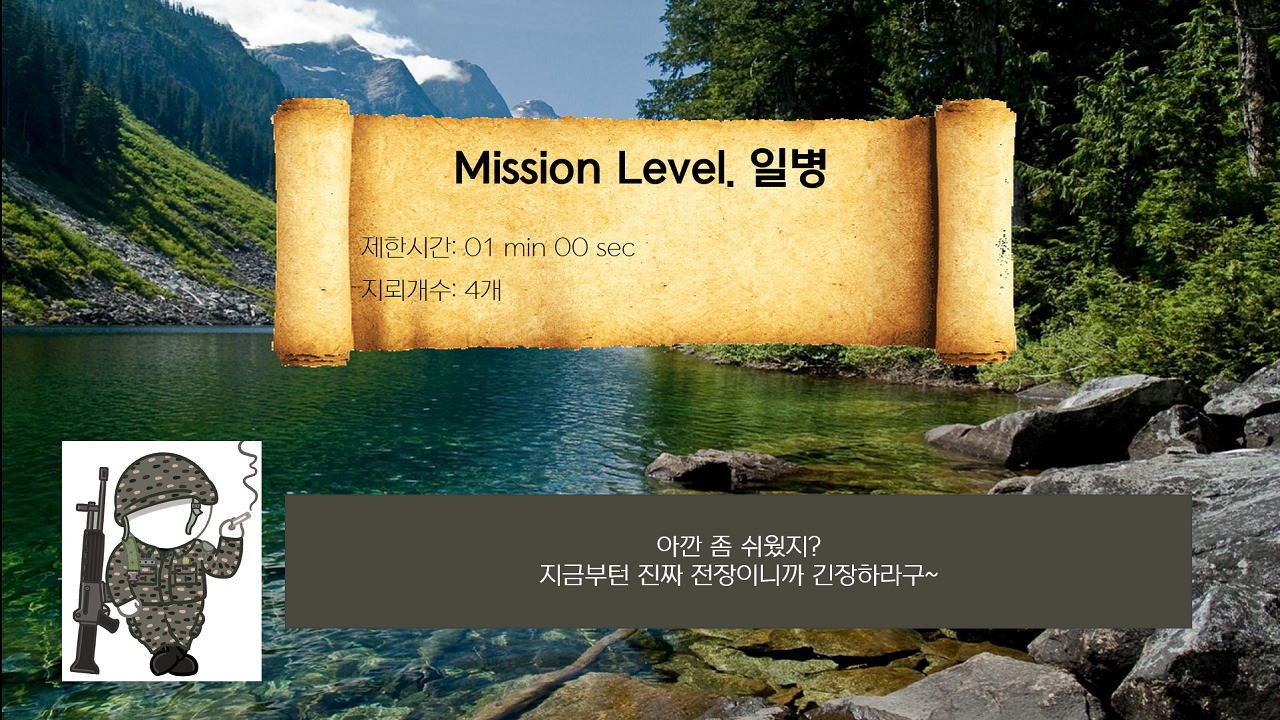 Mission Level. 일병
제한시간: 01 min 00 sec
지뢰개수: 4개
아깐 좀 쉬웠지?
지금부턴 진짜 전장이니까 긴장하라구~